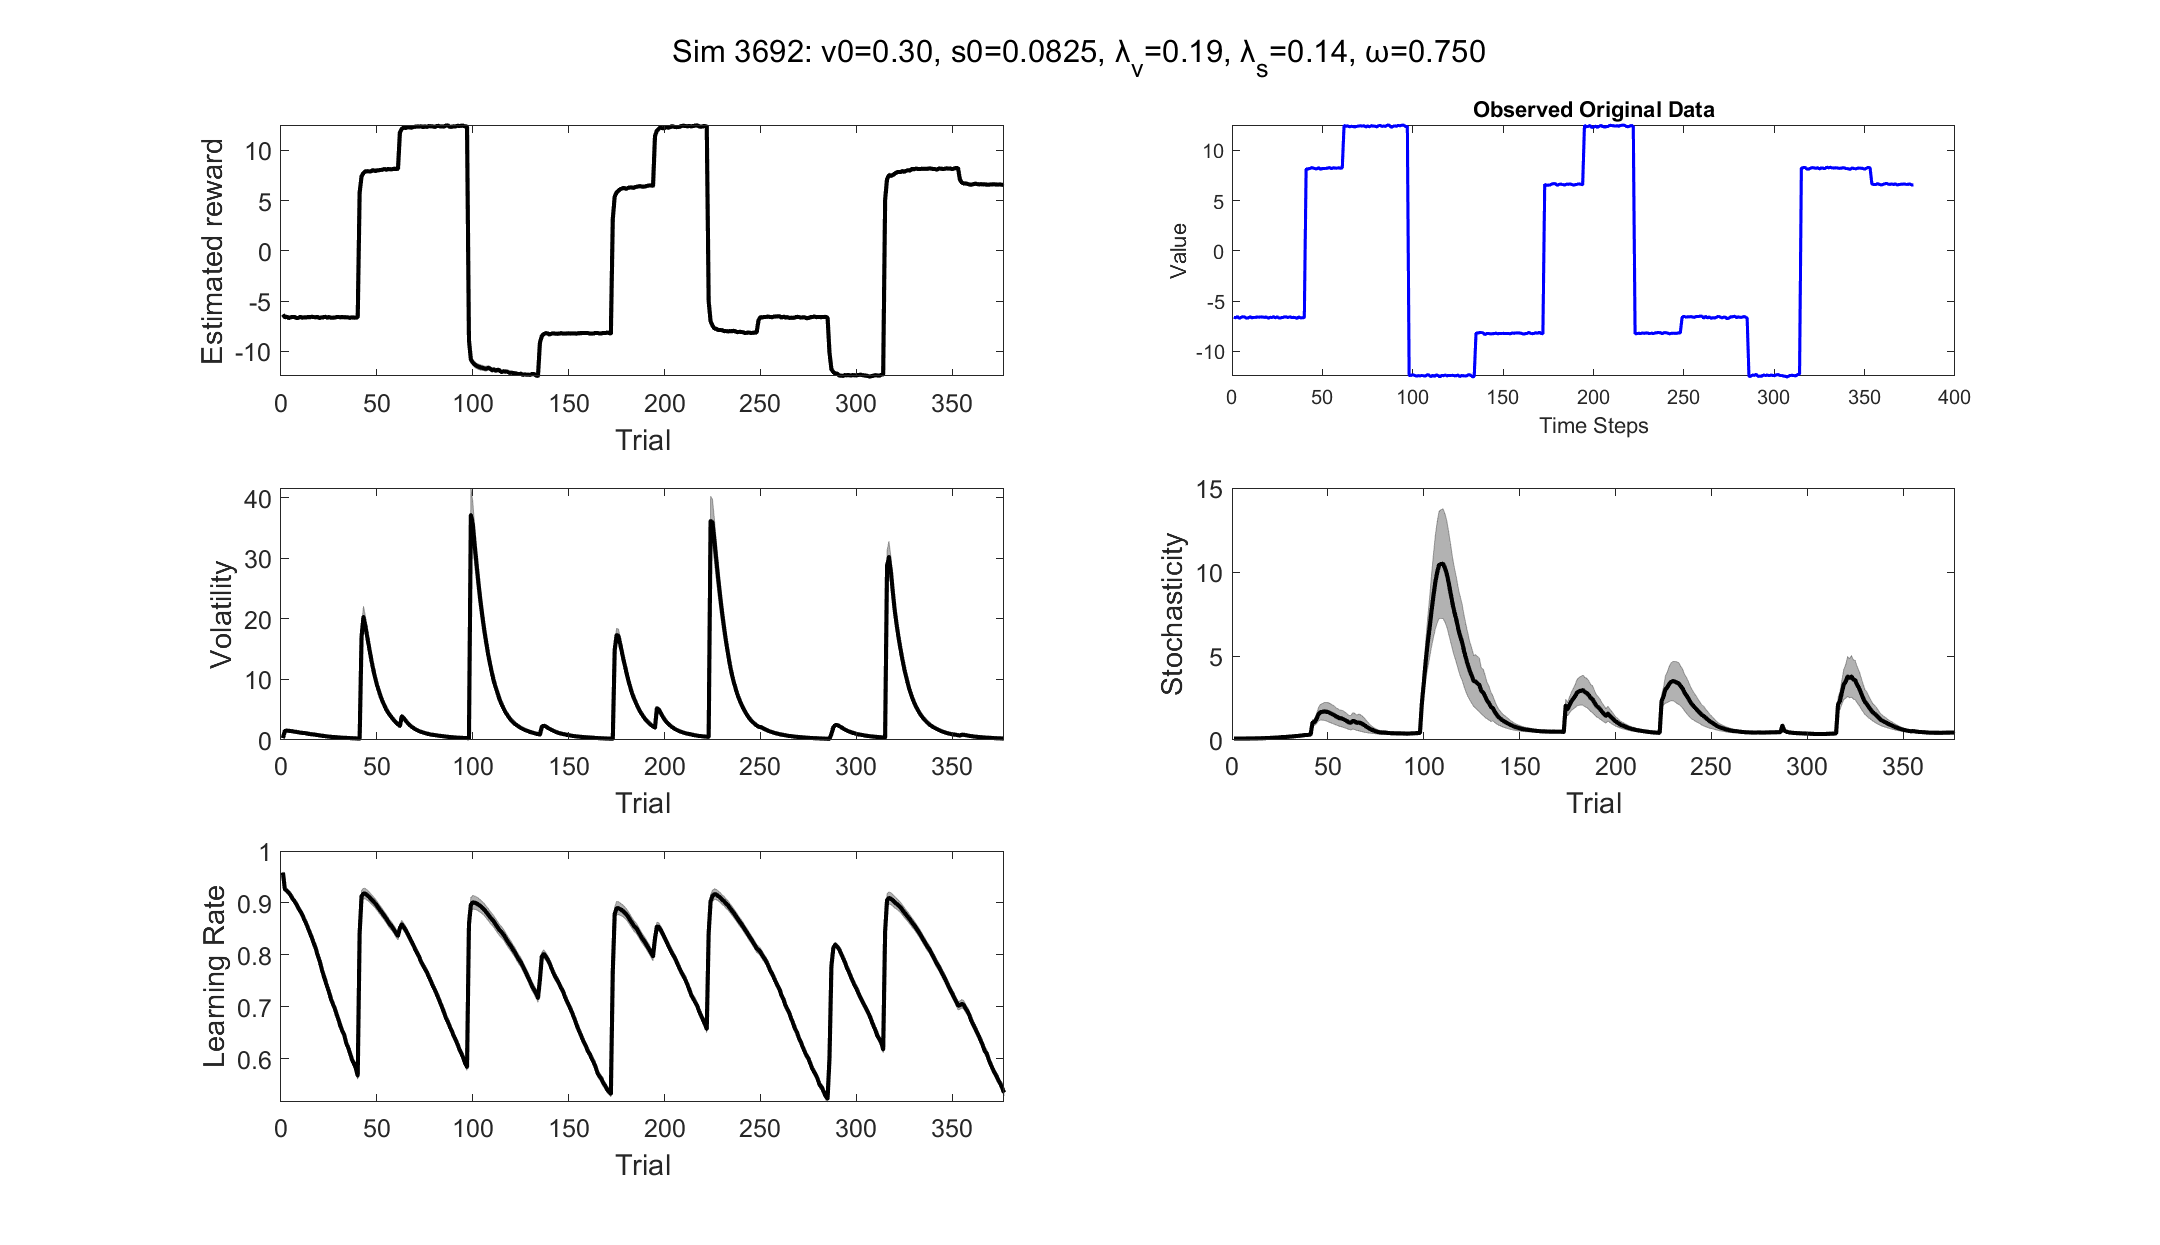 Sim 3692: v0=0.30, s0=0.0825, λ_v=0.19, λ_s=0.14, ω=0.750
Estimated reward
10
5
0
-5
-10
0 50 100 150 200 250 300 350
Trial
Observed Original Data
Value
10
5
0
-5
-10
0 50 100 150 200 250 300 350 400
Time Steps
Volatility
40
30
20
10
0
0 50 100 150 200 250 300 350
Trial
Stochasticity
15
10
5
0
0 50 100 150 200 250 300 350
Trial
Learning Rate
1
0.9
0.8
0.7
0.6
0 50 100 150 200 250 300 350
Trial